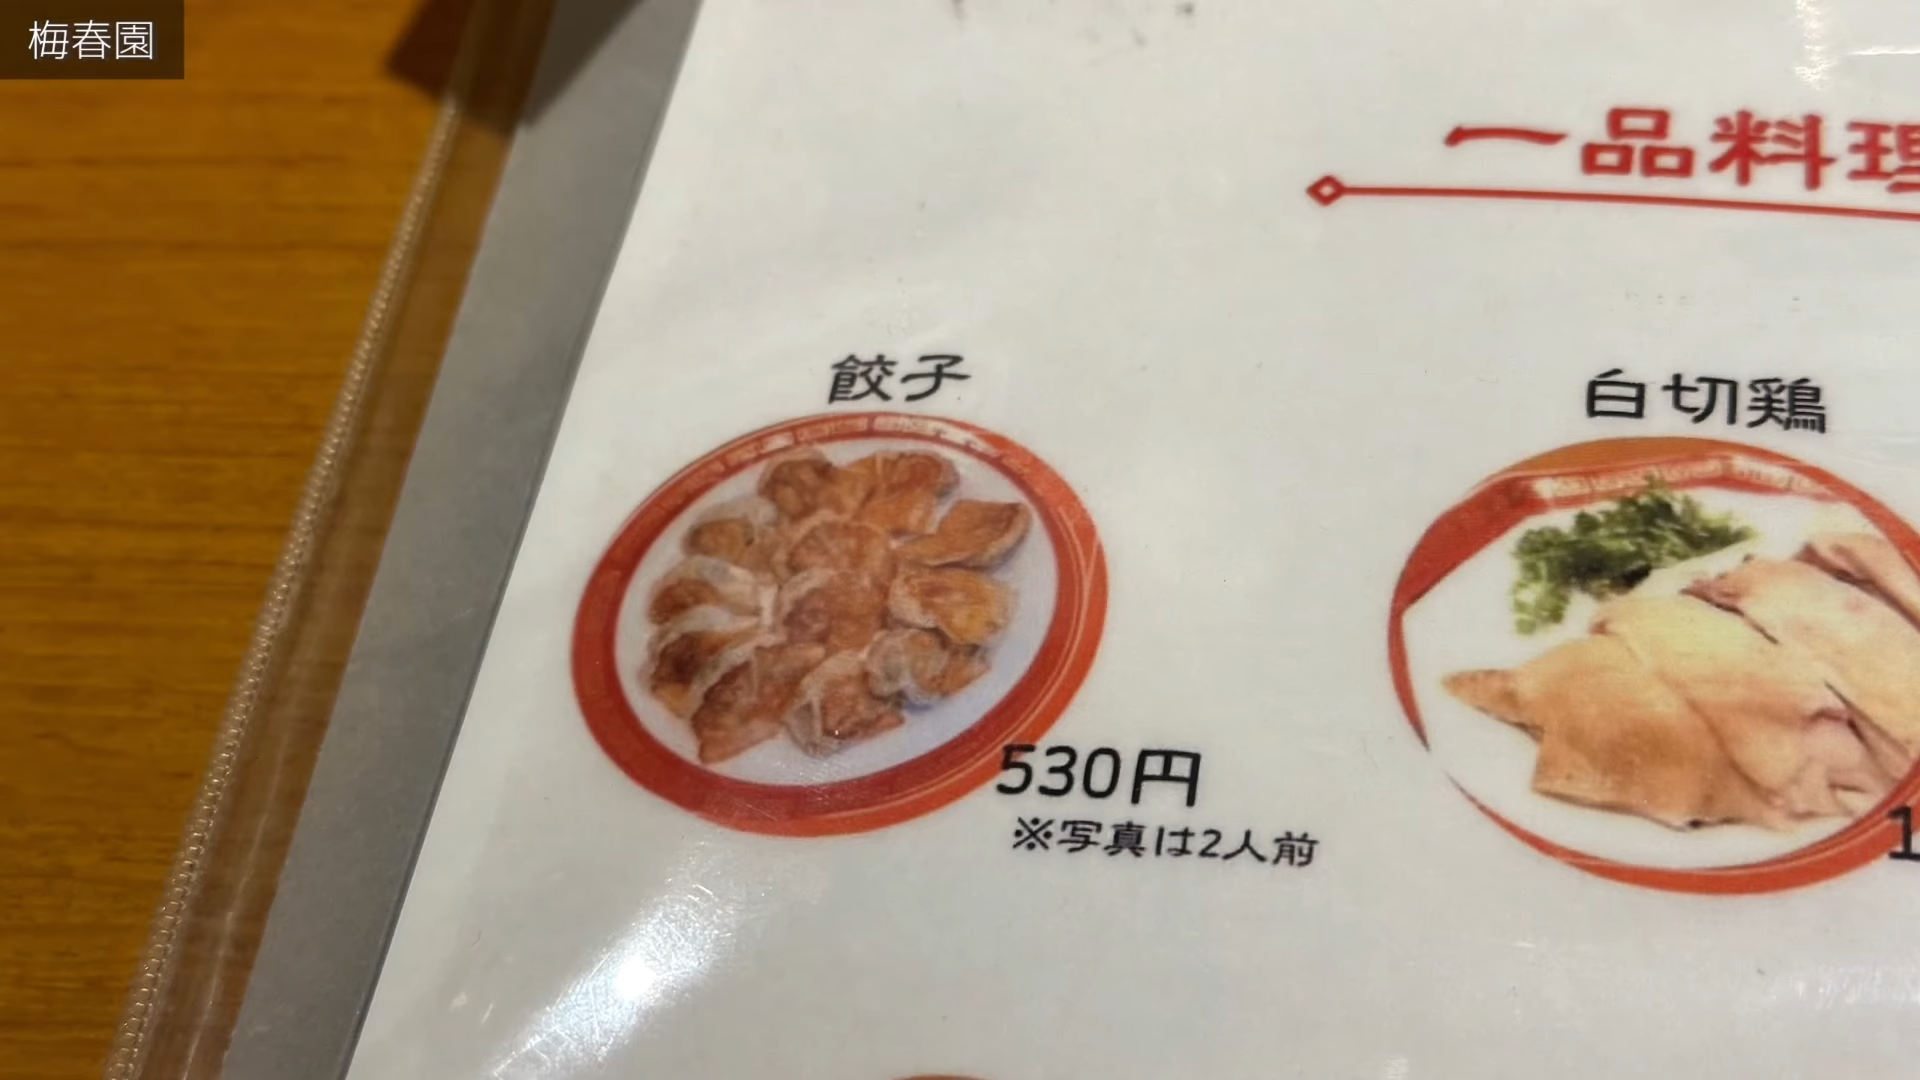 梅春園
一品料理
餃子
白切鶏
530円
※写真は2人前